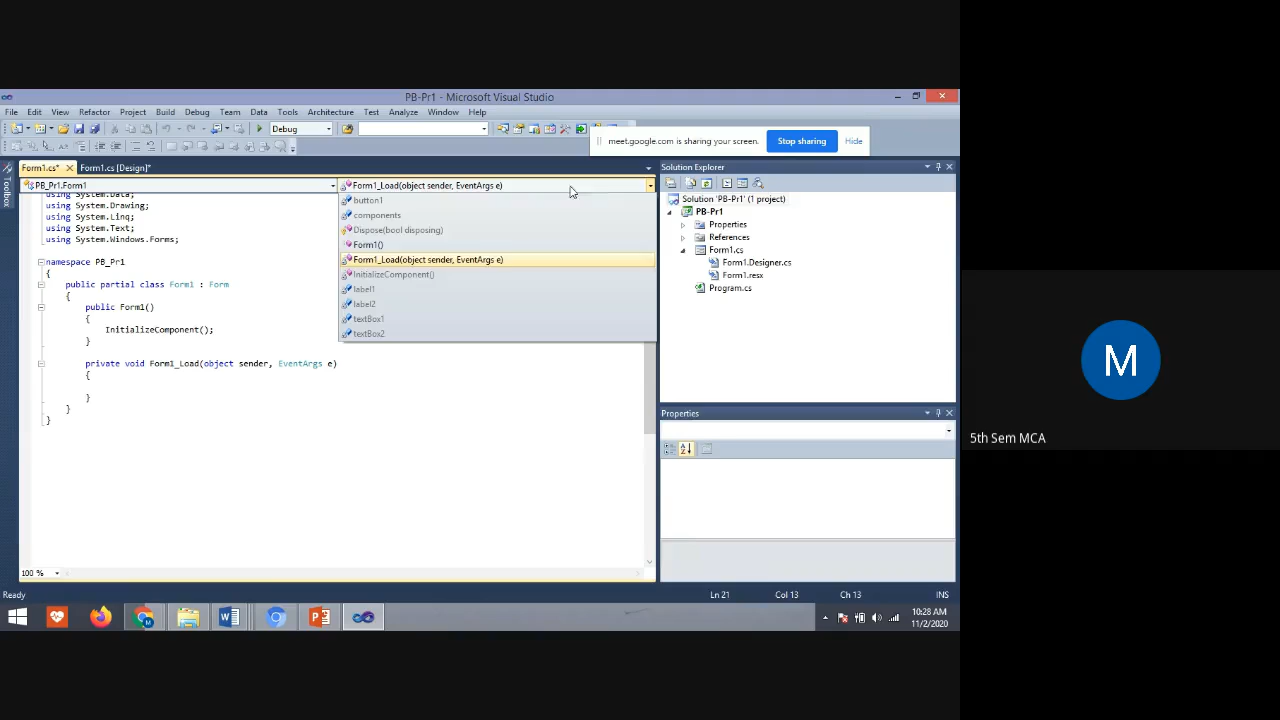 PB-Pr1 - Microsoft Visual Studio
File Edit View Refactor Project Build Debug Team Data Tools Architecture Test Analyze Window Help
Debug
meet.google.com is sharing your screen. Stop sharing Hide
Toolbox
Form1.cs* Form1.cs [Design]*
PB_Pr1.Form1 Form1_Load(object sender, EventArgs e)
button1
components
Dispose(bool disposing)
Form1()
Form1_Load(object sender, EventArgs e)
InitializeComponent()
label1
label2
textBox1
textBox2
using System.Data;
using System.Drawing;
using System.Linq;
using System.Text;
using System.Windows.Forms;
namespace PB_Pr1
{
public partial class Form1 : Form
{
public Form1()
{
InitializeComponent();
}
private void Form1_Load(object sender, EventArgs e)
{
}
}
}
100 %
Solution Explorer
Solution 'PB-Pr1' (1 project)
PB-Pr1
Properties
References
Form1.cs
Form1.Designer.cs
Form1.resx
Program.cs
Properties
Ready Ln 21 Col 13 Ch 13 INS
10:28 AM
11/2/2020
M
5th Sem MCA